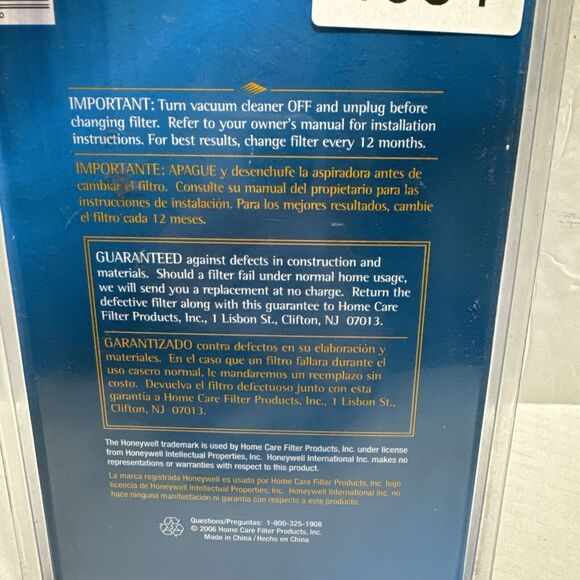 IMPORTANT: Turn vacuum cleaner OFF and unplug before
changing filter. Refer to your owner's manual for installation
instructions. For best results, change filter every 12 months.
IMPORTANTE: APAGUE y desenchufe la aspiradora antes de
cambiar el filtro. Consulte su manual del propietario para las
instrucciones de instalación. Para los mejores resultados, cambie
el filtro cada 12 meses.
GUARANTEED against defects in construction and
materials. Should a filter fail under normal home usage,
we will send you a replacement at no charge. Return the
defective filter along with this guarantee to Home Care
Filter Products, Inc., 1 Lisbon St., Clifton, NJ 07013.
GARANTIZADO contra defectos en su elaboración y
materiales. En el caso que un filtro fallara durante el
uso casero normal, le mandaremos un reemplazo sin
costo. Devuelva el filtro defectuoso junto con esta
garantía a Home Care Filter Products, Inc., 1 Lisbon St.,
Clifton, NJ 07013.
The Honeywell trademark is used by Home Care Filter Products, Inc. under license
from Honeywell Intellectual Properties, Inc. Honeywell International Inc. makes no
representations or warranties with respect to this product.
La marca registrada Honeywell es usada por Home Care Filter Products, Inc. bajo
licencia de Honeywell Intellectual Properties, Inc. Honeywell International Inc. no
hace ninguna manifestación ni garantía con respecto a este producto.
Questions/Preguntas: 1-800-325-1908
© 2006 Home Care Filter Products, Inc.
Made in China / Hecho en China